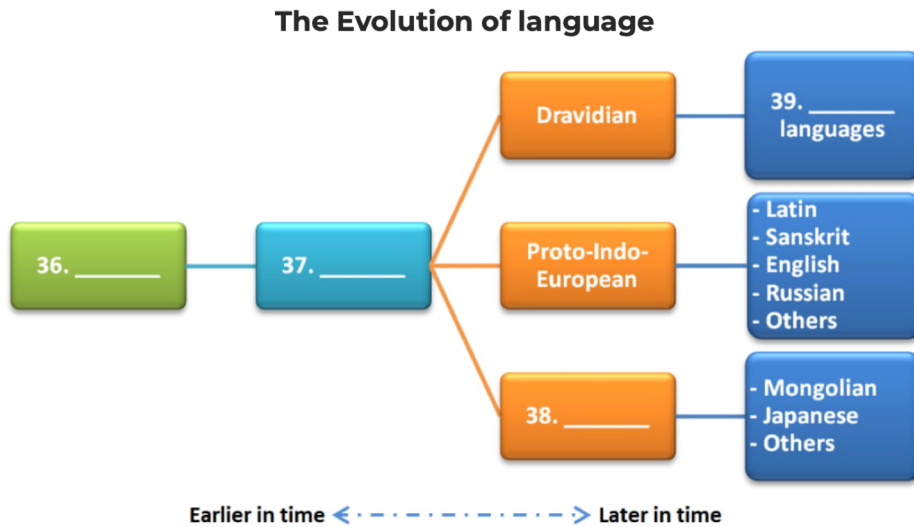 The Evolution of language
Dravidian
39. _______
languages
36. _______
37. _______
Proto-Indo-
European
- Latin
- Sanskrit
- English
- Russian
- Others
38. _______
- Mongolian
- Japanese
- Others
Earlier in time
Later in time